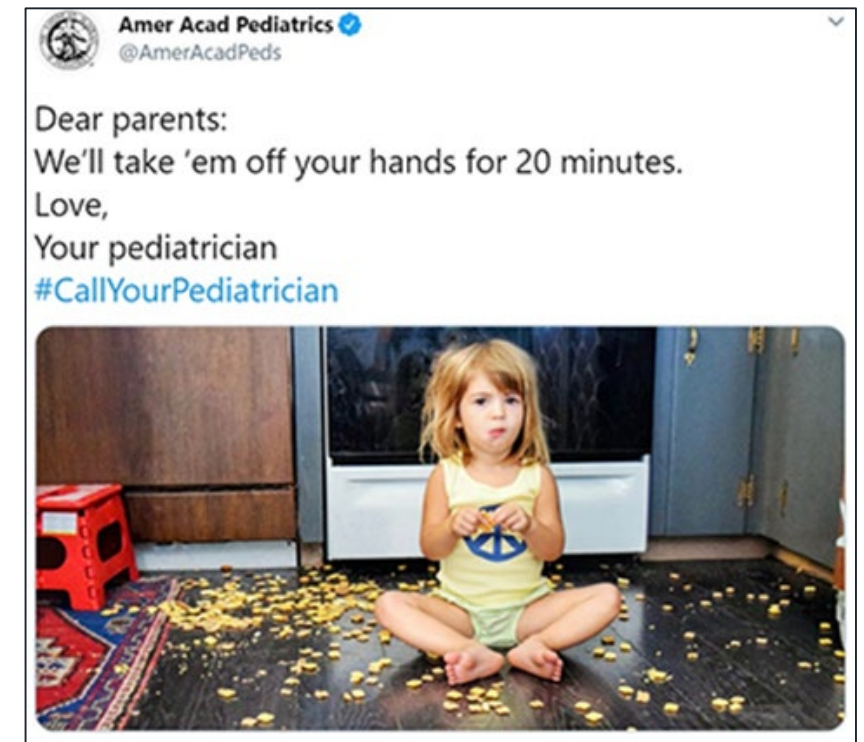 Amer Acad Pediatrics
@AmerAcadPeds
Dear parents:
We'll take 'em off your hands for 20 minutes.
Love,
Your pediatrician
#CallYourPediatrician